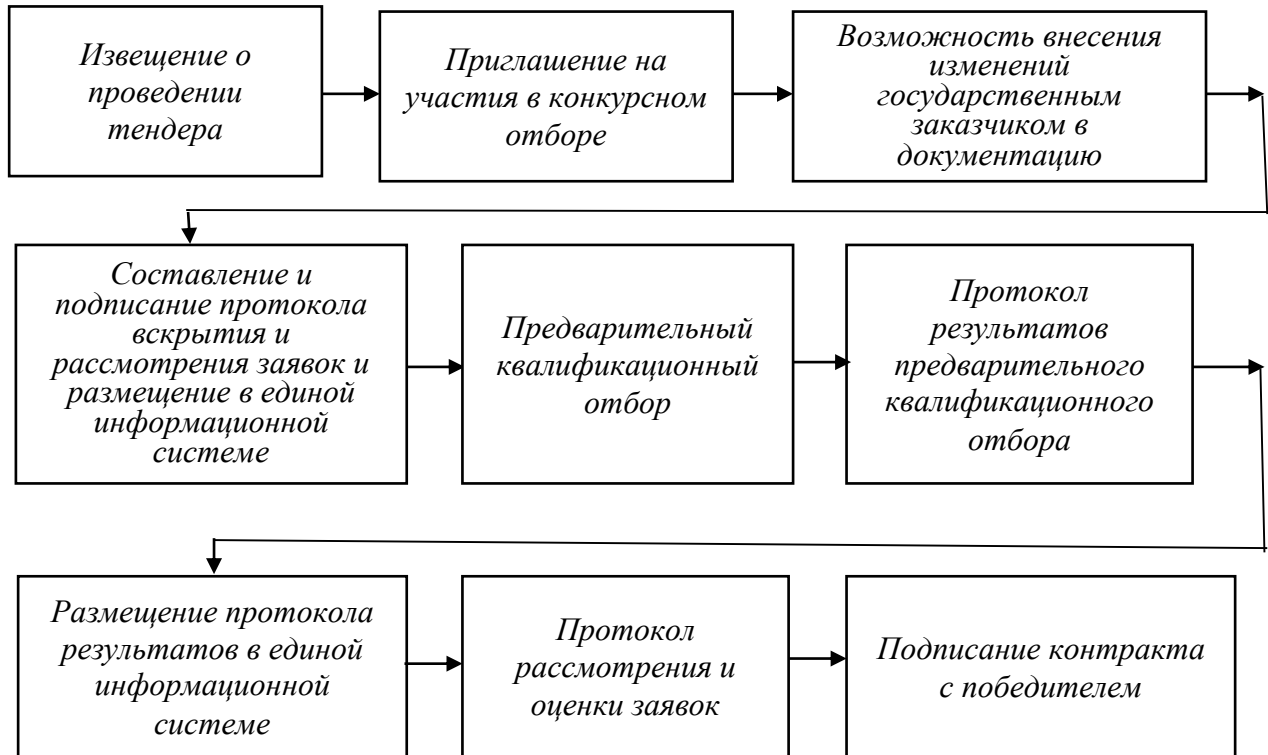 Извещение о
проведении
тендера
Приглашение на
участия в конкурсном
отборе
Возможность внесения
изменений
государственным
заказчиком в
документацию
Составление и
подписание протокола
вскрытия и
рассмотрения заявок и
размещение в единой
информационной
системе
Предварительный
квалификационный
отбор
Протокол
результатов
предварительного
квалификационного
отбора
Размещение протокола
результатов в единой
информационной
системе
Протокол
рассмотрения и
оценки заявок
Подписание контракта
с победителем